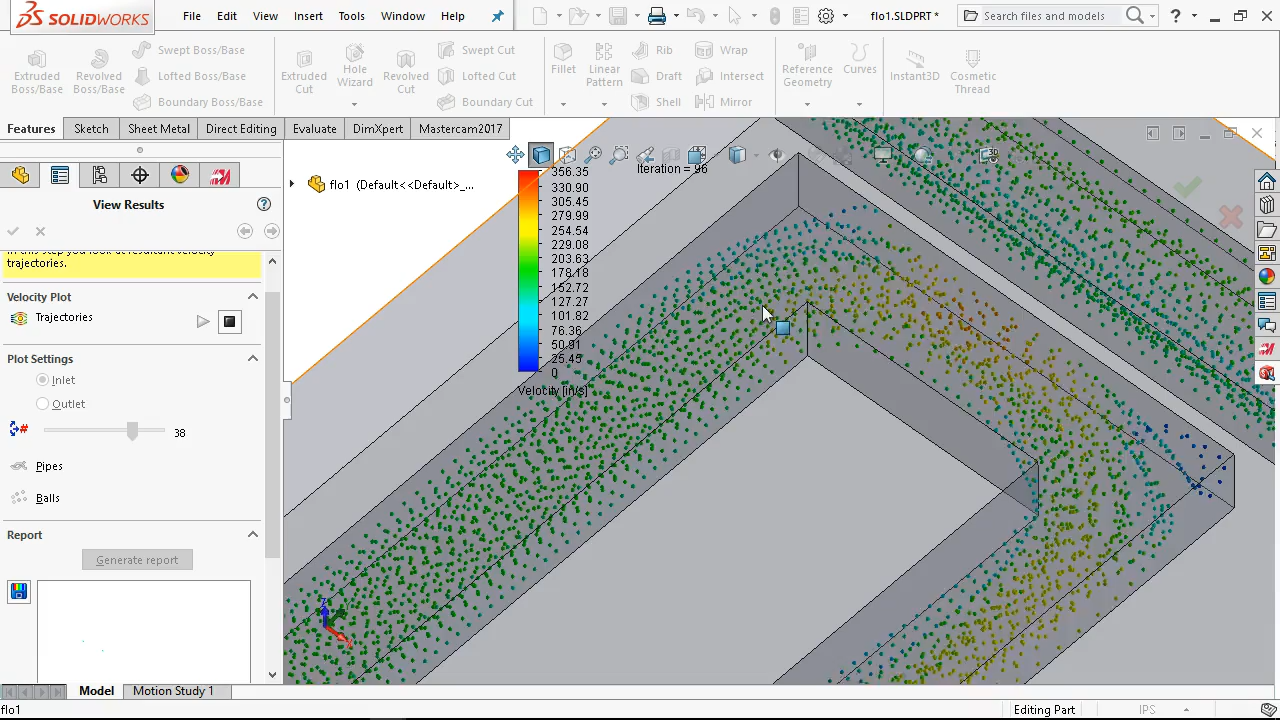 SOLIDWORKS
File Edit View Insert Tools Window Help
flo1.SLDPRT *
Search files and models
Extruded Boss/Base
Revolved Boss/Base
Swept Boss/Base
Lofted Boss/Base
Boundary Boss/Base
Extruded Cut
Hole Wizard
Revolved Cut
Swept Cut
Lofted Cut
Boundary Cut
Fillet
Linear Pattern
Rib
Draft
Shell
Wrap
Intersect
Mirror
Reference Geometry
Curves
Instant3D
Cosmetic Thread
Features Sketch Sheet Metal Direct Editing Evaluate DimXpert Mastercam2017
View Results
trajectories.
Velocity Plot
Trajectories
Plot Settings
Inlet
Outlet
38
Pipes
Balls
Report
Generate report
flo1 (Default<<Default>_...
Iteration = 96
356.35
330.90
305.45
279.99
254.54
229.08
203.63
178.18
152.72
127.27
101.82
76.36
50.91
25.45
0
Velocity [in/s]
Model Motion Study 1
flo1
Editing Part
IPS